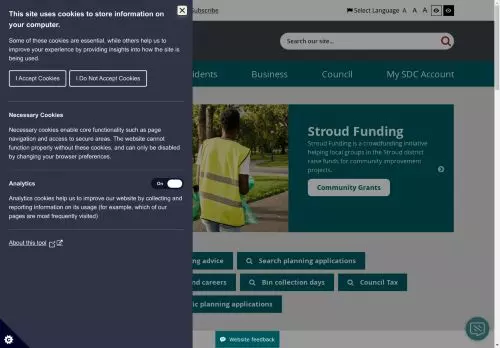 This site uses cookies to store information on
your computer.
Some of these cookies are essential, while others help us to
improve your experience by providing insights into how the site is
being used.
I Accept Cookies
I Do Not Accept Cookies
Necessary Cookies
Necessary cookies enable core functionality such as page
navigation and access to secure areas. The website cannot
function properly without these cookies, and can only be disabled
by changing your browser preferences.
Analytics
On
Analytics cookies help us to improve our website by collecting and
reporting information on its usage (for example, which of our
pages are most frequently visited)
About this tool
Subscribe
Select Language A A A
Search our site...
idents Business Council My SDC Account
Stroud Funding
Stroud Funding is a crowdfunding initiative
helping local groups in the Stroud district
raise funds for community improvement
projects.
Community Grants
ng advice
Search planning applications
nd careers
Bin collection days
Council Tax
ic planning applications
Website feedback